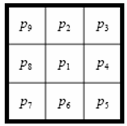 p₉ p₂ p₃
p₈ p₁ p₄
p₇ p₆ p₅